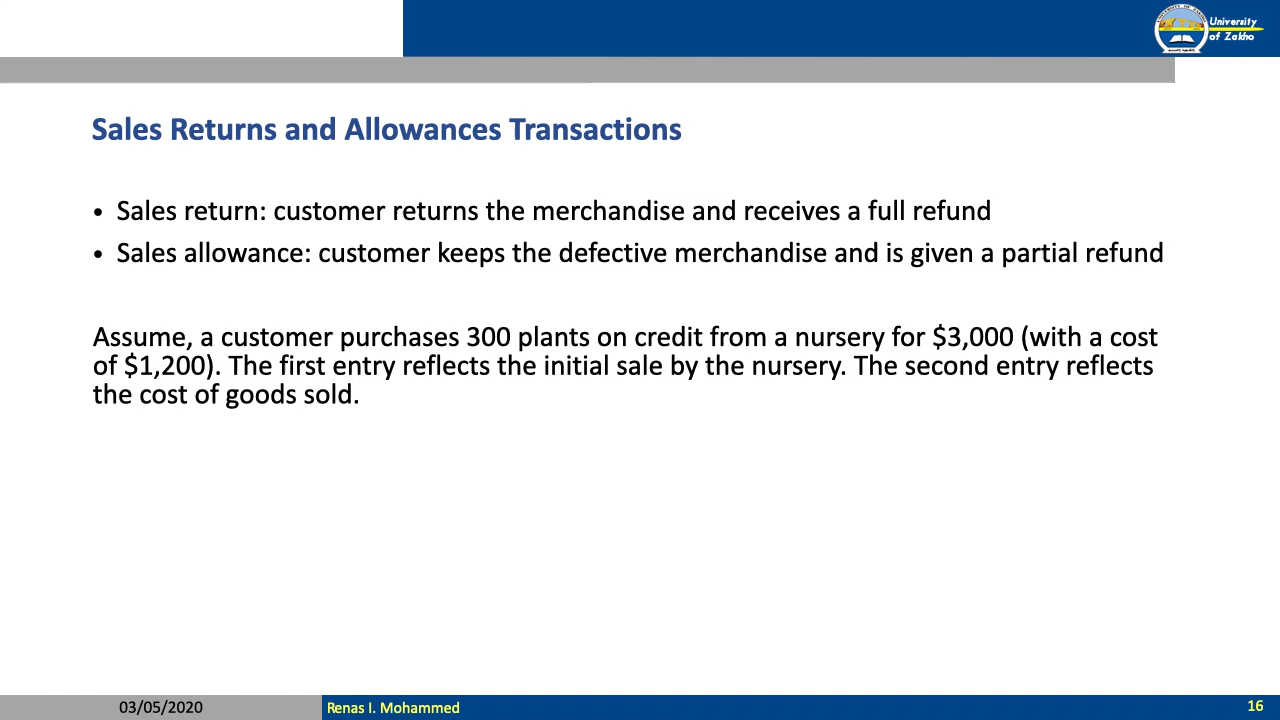 University
of Zakho
Sales Returns and Allowances Transactions
• Sales return: customer returns the merchandise and receives a full refund
• Sales allowance: customer keeps the defective merchandise and is given a partial refund
Assume, a customer purchases 300 plants on credit from a nursery for $3,000 (with a cost
of $1,200). The first entry reflects the initial sale by the nursery. The second entry reflects
the cost of goods sold.
03/05/2020
Renas I. Mohammed
16